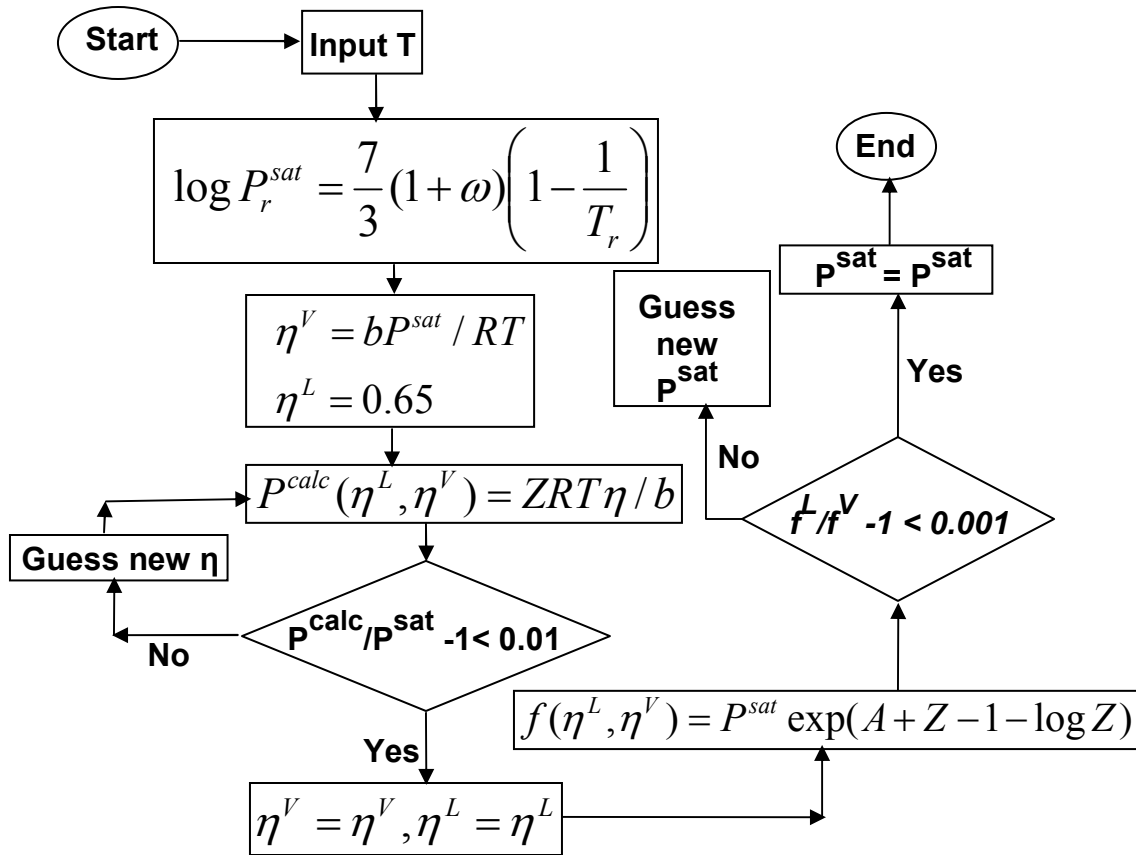 Start
Input T
log P_r^{sat} = \frac{7}{3}(1+ω)(1 - \frac{1}{T_r})
η^V = bP^{sat} / RT
η^L = 0.65
P^{calc}(η^L, η^V) = ZRTη / b
Guess new η
P^{calc}/P^{sat} -1< 0.01
No
Yes
η^V = η^V, η^L = η^L
f(η^L, η^V) = P^{sat} exp(A + Z − 1 − log Z)
f^L/f^V -1 < 0.001
No
Yes
Guess
new
P^{sat}
P^{sat} = P^{sat}
End